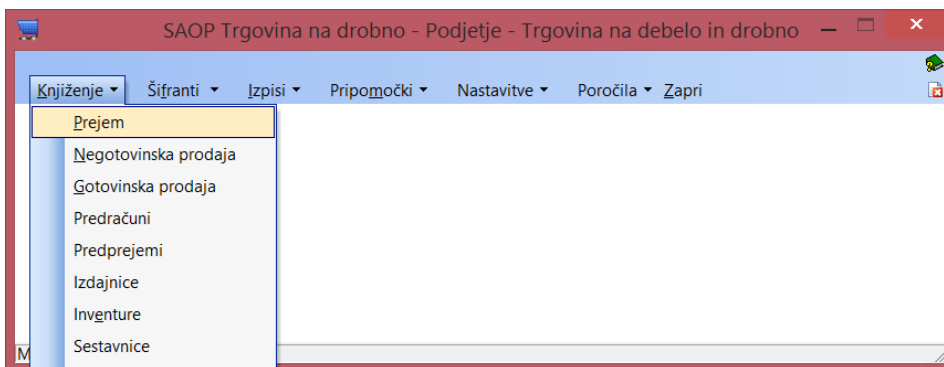 SAOP Trgovina na drobno - Podjetje - Trgovina na debelo in drobno
Knjiženje Šifranti Izpisi Pripomočki Nastavitve Poročila Zapri
Prejem
Negotovinska prodaja
Gotovinska prodaja
Predračuni
Predprejemi
Izdajnice
Inventure
Sestavnice